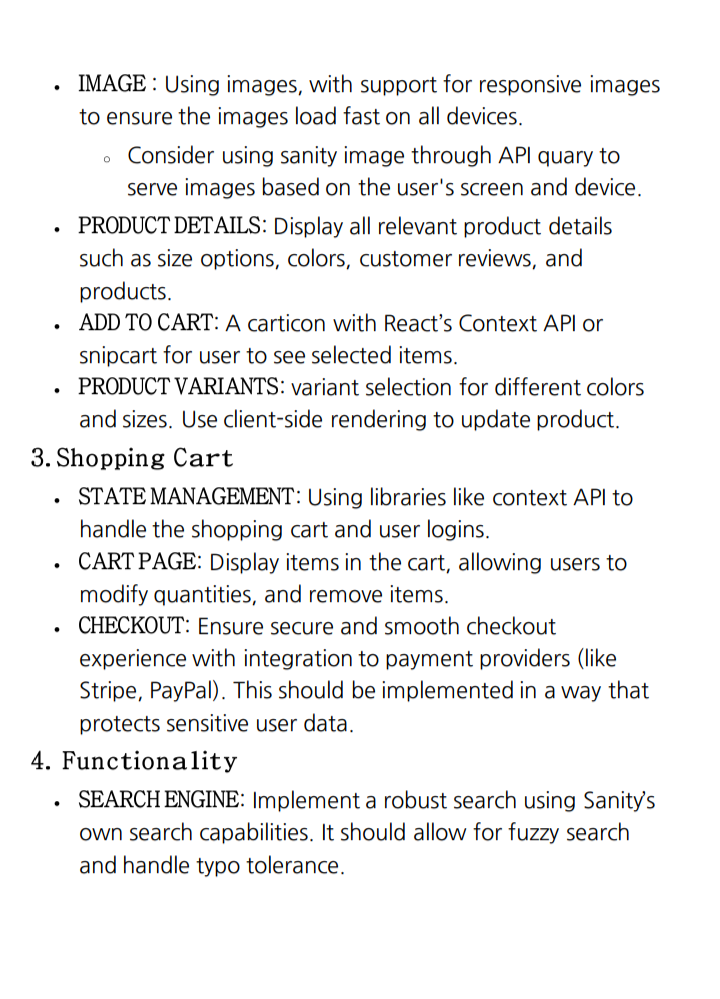 • IMAGE : Using images, with support for responsive images
to ensure the images load fast on all devices.
◦ Consider using sanity image through API quary to
serve images based on the user's screen and device.
• PRODUCT DETAILS: Display all relevant product details
such as size options, colors, customer reviews, and
products.
• ADD TO CART: A carticon with React’s Context API or
snipcart for user to see selected items.
• PRODUCT VARIANTS: variant selection for different colors
and sizes. Use client-side rendering to update product.
3. Shopping Cart
• STATE MANAGEMENT: Using libraries like context API to
handle the shopping cart and user logins.
• CART PAGE: Display items in the cart, allowing users to
modify quantities, and remove items.
• CHECKOUT: Ensure secure and smooth checkout
experience with integration to payment providers (like
Stripe, PayPal). This should be implemented in a way that
protects sensitive user data.
4. Functionality
• SEARCH ENGINE: Implement a robust search using Sanity’s
own search capabilities. It should allow for fuzzy search
and handle typo tolerance.